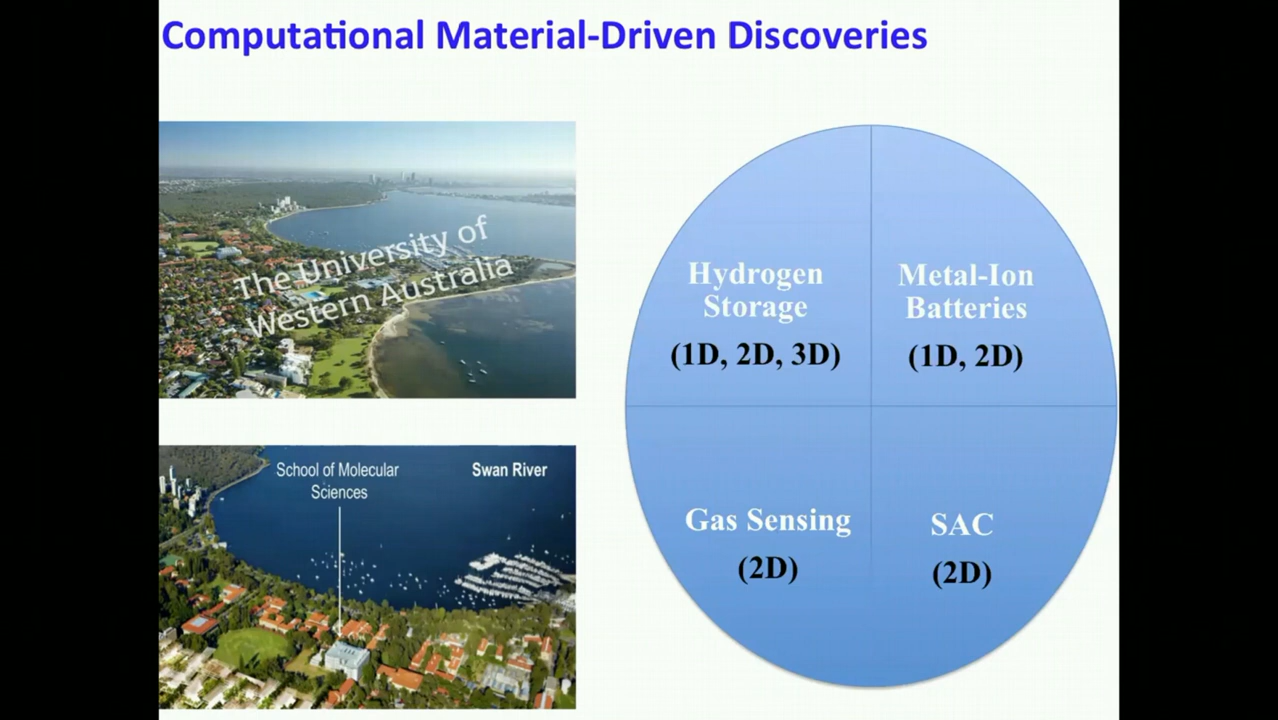 Computational Material-Driven Discoveries
The University of
Western Australia
School of Molecular
Sciences
Swan River
Hydrogen
Storage
(1D, 2D, 3D)
Metal-Ion
Batteries
(1D, 2D)
Gas Sensing
(2D)
SAC
(2D)